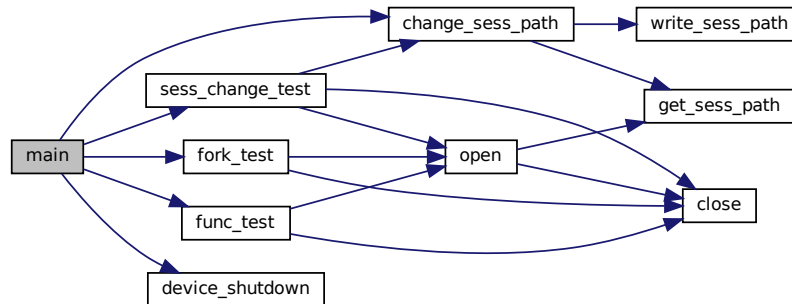 change_sess_path
write_sess_path
sess_change_test
get_sess_path
main
fork_test
open
close
func_test
device_shutdown